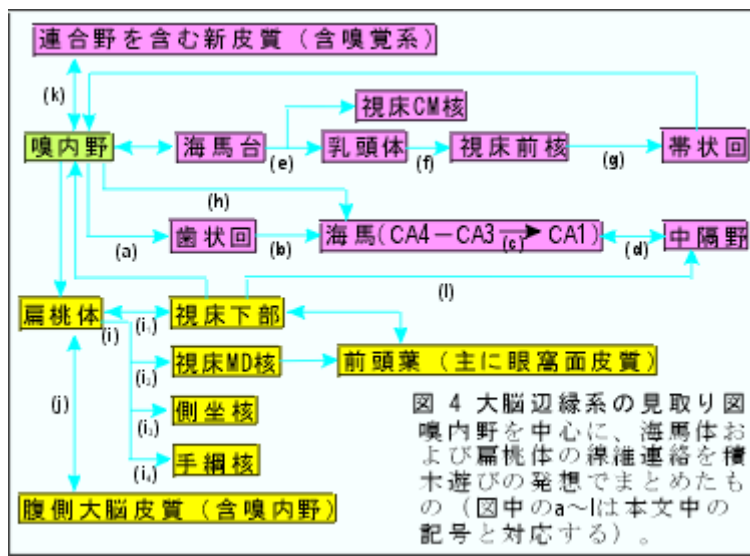 連合野を含む新皮質（含嗅覚系）
(k)
視床CM核
嗅内野
海馬台
(e)
乳頭体
(f)
視床前核
(g)
帯状回
(h)
(a)
歯状回
(b)
海馬(CA4－CA3 (c) CA1)
(d)
中隔野
(l)
扁桃体
(i)
(i₁)
視床下部
(i₂)
視床MD核
前頭葉（主に眼窩面皮質）
(j)
(i₃)
側坐核
(i₄)
手綱核
腹側大脳皮質（含嗅内野）
図 4 大脳辺縁系の見取り図
嗅内野を中心に、海馬体お
よび扁桃体の線維連絡を積
木遊びの発想でまとめたも
の（図中のa～lは本文中の
記号と対応する）。